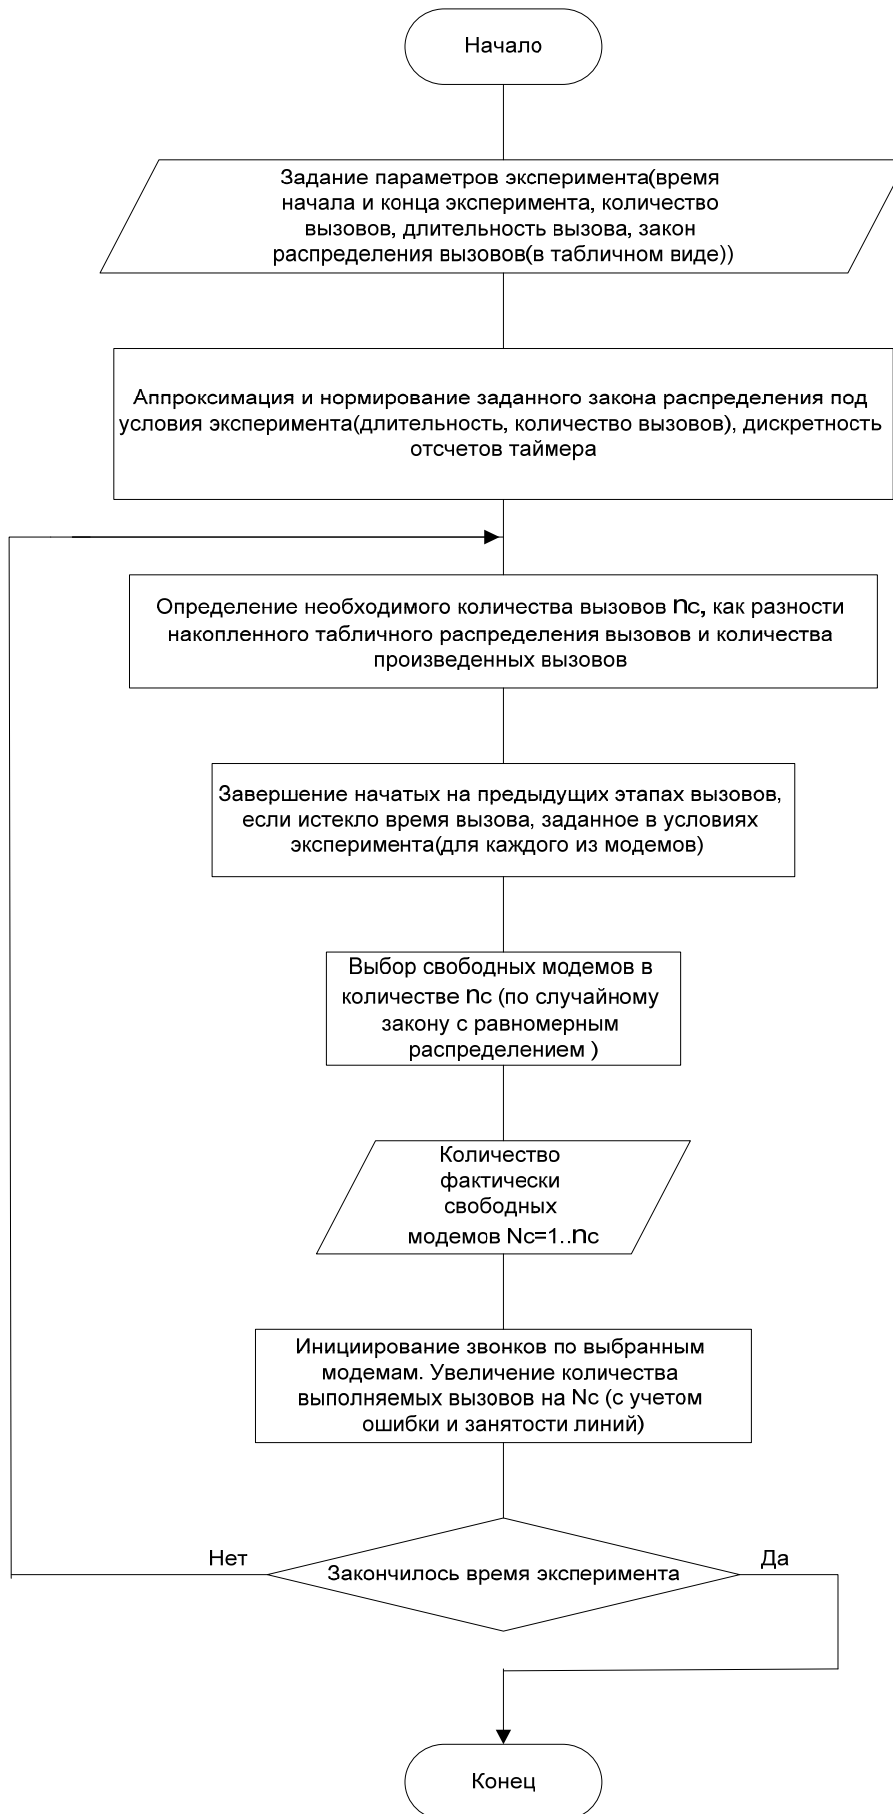 Начало
Задание параметров эксперимента(время
начала и конца эксперимента, количество
вызовов, длительность вызова, закон
распределения вызовов(в табличном виде))
Аппроксимация и нормирование заданного закона распределения под
условия эксперимента(длительность, количество вызовов), дискретность
отсчетов таймера
Определение необходимого количества вызовов nc, как разности
накопленного табличного распределения вызовов и количества
произведенных вызовов
Завершение начатых на предыдущих этапах вызовов,
если истекло время вызова, заданное в условиях
эксперимента(для каждого из модемов)
Выбор свободных модемов в
количестве nc (по случайному
закону с равномерным
распределением )
Количество
фактически
свободных
модемов Nc=1..nc
Инициирование звонков по выбранным
модемам. Увеличение количества
выполняемых вызовов на Nc (с учетом
ошибки и занятости линий)
Нет
Закончилось время эксперимента
Да
Конец